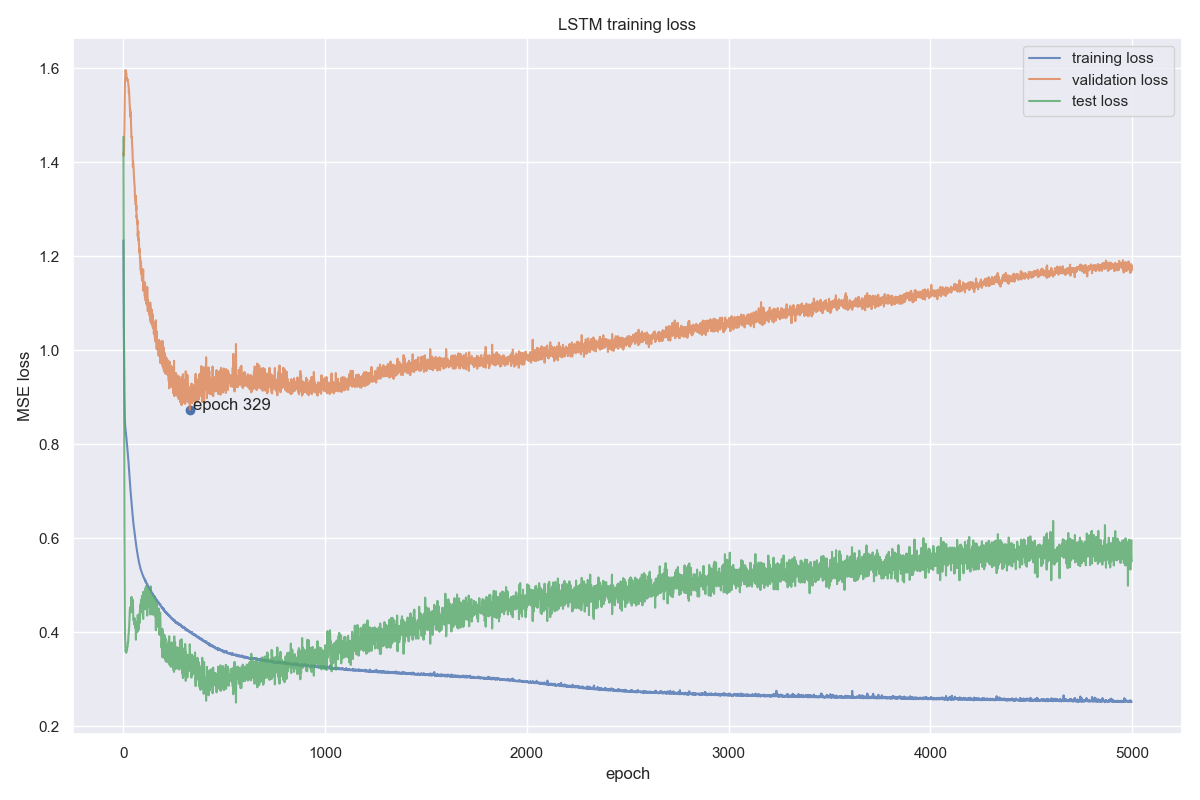 LSTM training loss
training loss
validation loss
test loss
1.6
1.4
1.2
1.0
0.8
0.6
0.4
0.2
MSE loss
epoch 329
0
1000
2000
3000
4000
5000
epoch